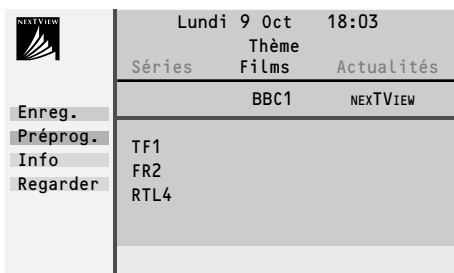 NEXTVIEW
Lundi 9 Oct 18:03
Thème
Séries Films Actualités
BBC1 NEXTVIEW
Enreg.
Préprog.
Info
Regarder
TF1
FR2
RTL4